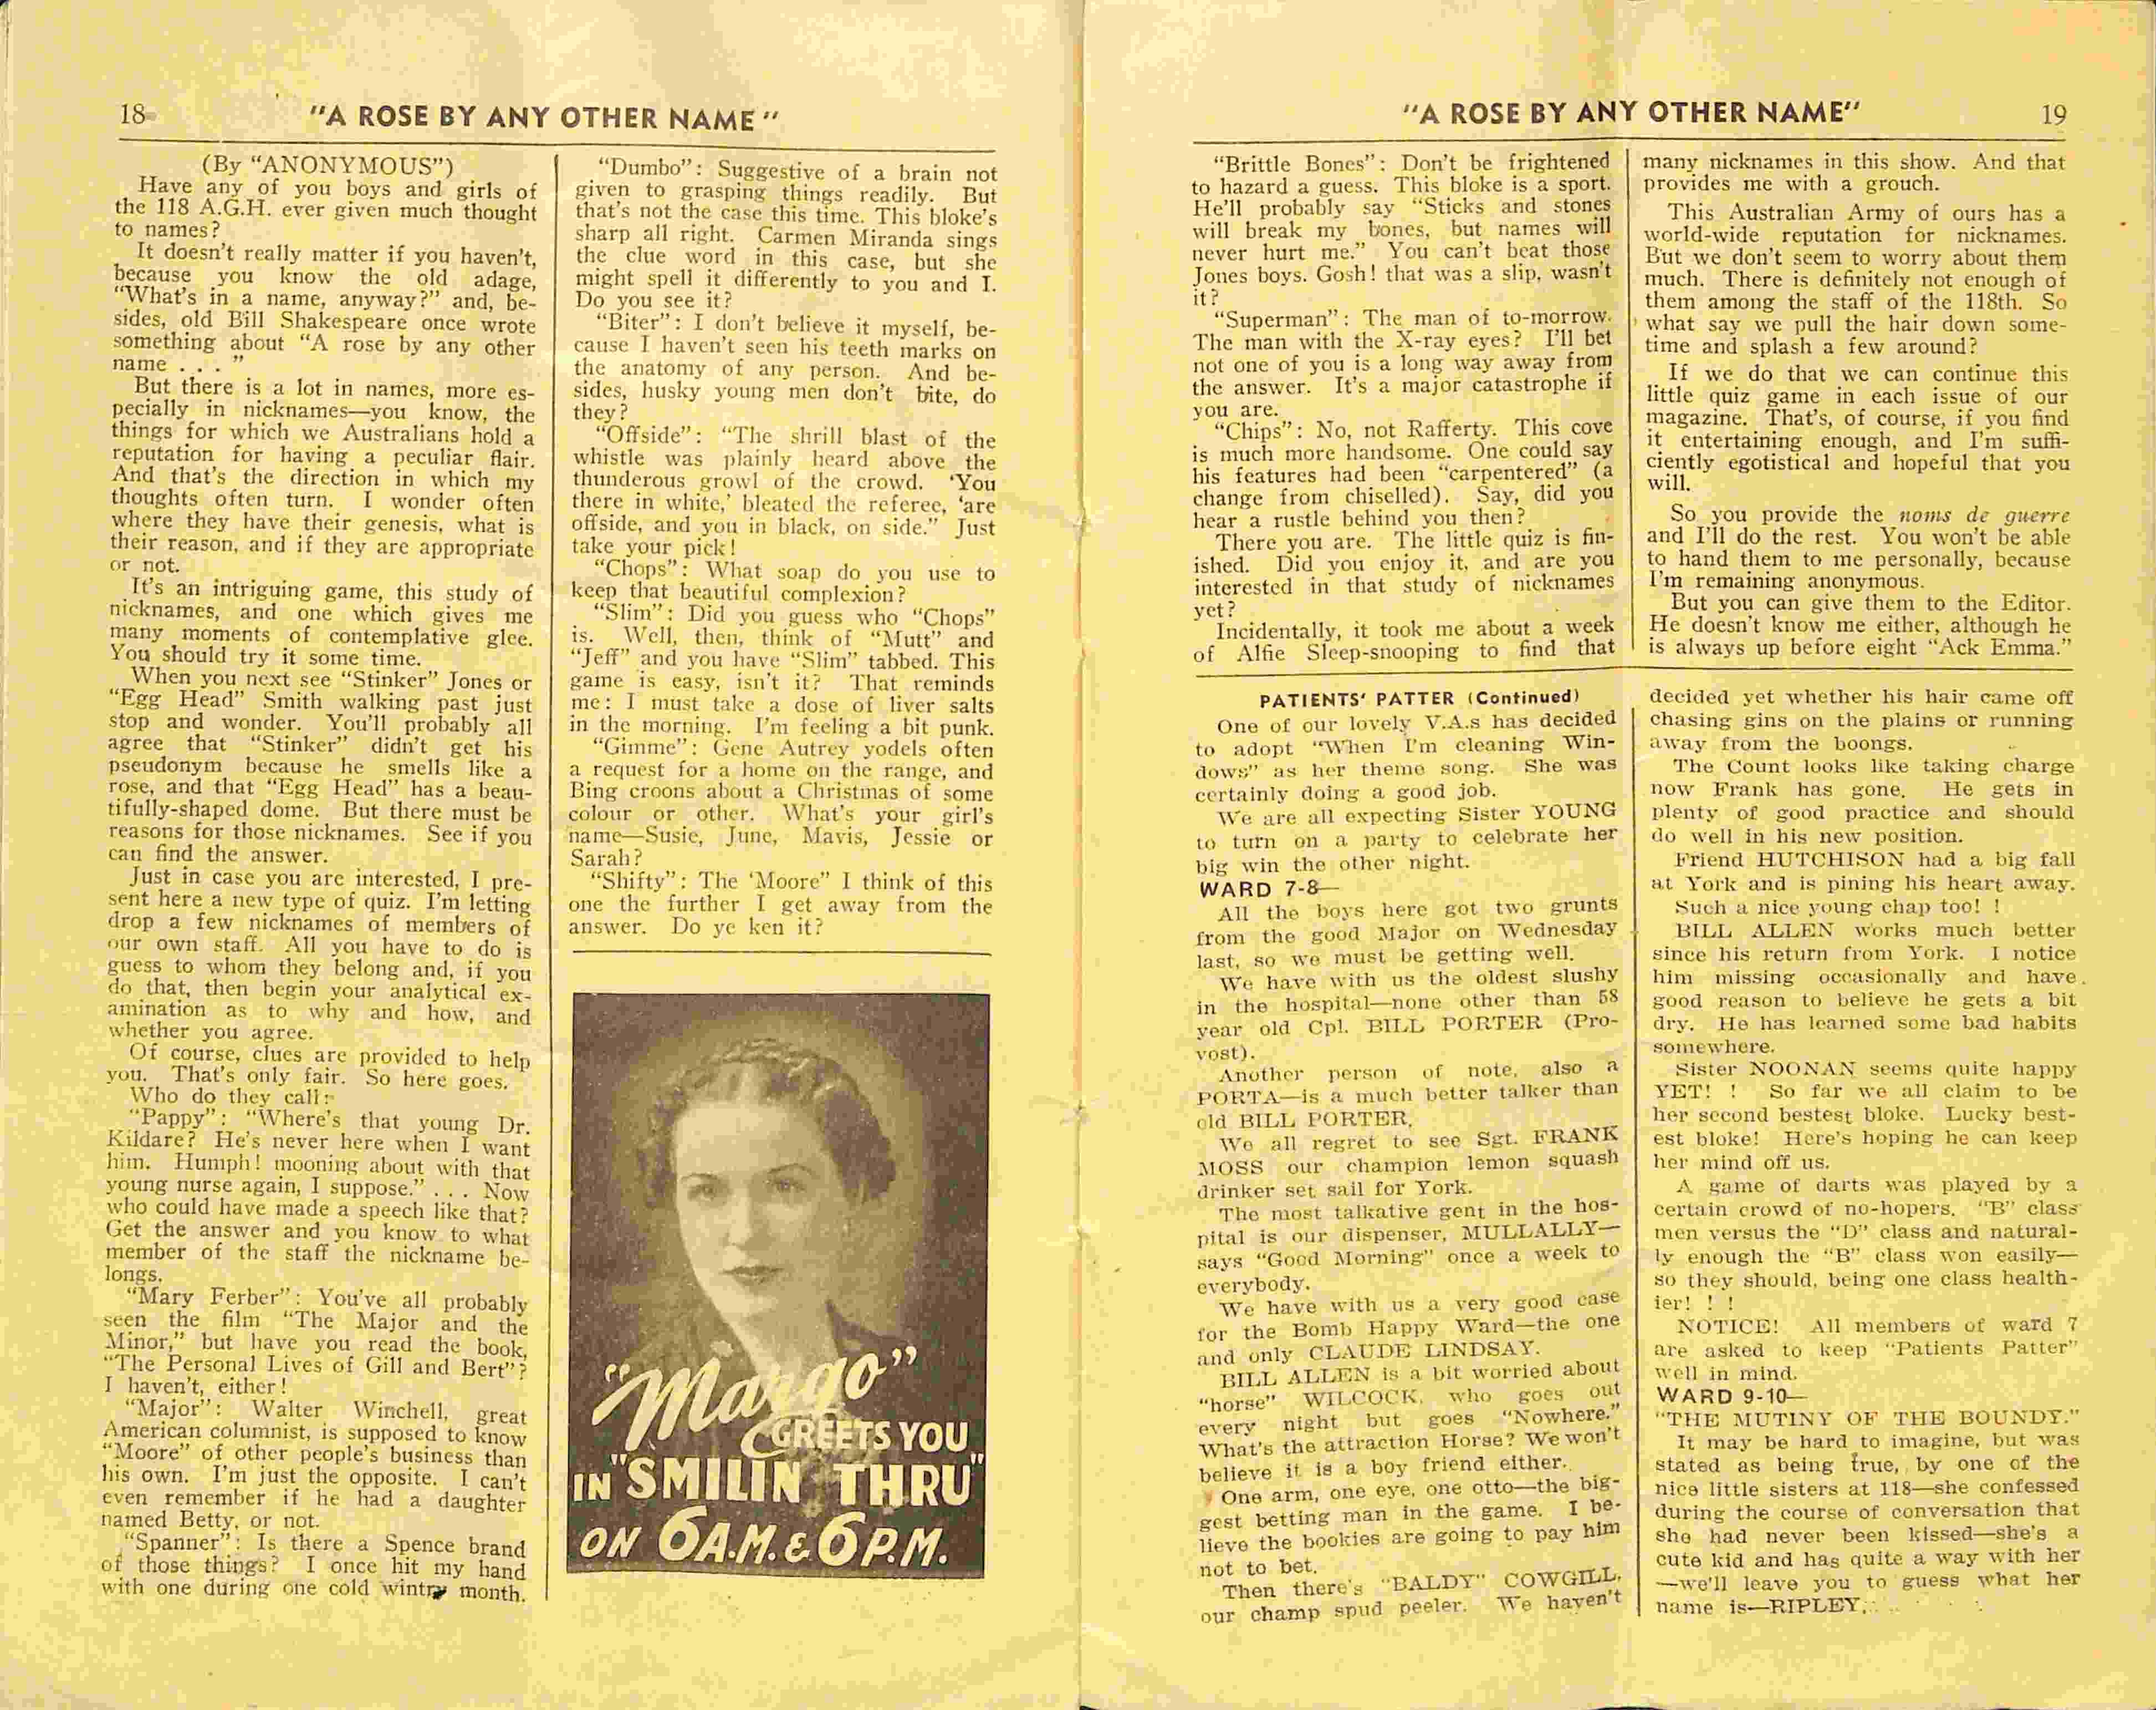 18
"A ROSE BY ANY OTHER NAME"
(By "ANONYMOUS")
Have any of you boys and girls of
the 118 A.G.H. ever given much thought
to names?
It doesn't really matter if you haven't,
because you know the old adage,
"What's in a name, anyway?" and, be-
sides, old Bill Shakespeare once wrote
something about "A rose by any other
name . . . "
But there is a lot in names, more es-
pecially in nicknames—you know, the
things for which we Australians hold a
reputation for having a peculiar flair.
And that's the direction in which my
thoughts often turn. I wonder often
where they have their genesis, what is
their reason, and if they are appropriate
or not.
It's an intriguing game, this study of
nicknames, and one which gives me
many moments of contemplative glee.
You should try it some time.
When you next see "Stinker" Jones or
"Egg Head" Smith walking past just
stop and wonder. You'll probably all
agree that "Stinker" didn't get his
pseudonym because he smells like a
rose, and that "Egg Head" has a beau-
tifully-shaped dome. But there must be
reasons for those nicknames. See if you
can find the answer.
Just in case you are interested, I pre-
sent here a new type of quiz. I'm letting
drop a few nicknames of members of
our own staff. All you have to do is
guess to whom they belong and, if you
do that, then begin your analytical ex-
amination as to why and how, and
whether you agree.
Of course, clues are provided to help
you. That's only fair. So here goes.
Who do they call:
"Pappy": "Where's that young Dr.
Kildare? He's never here when I want
him. Humph! mooning about with that
young nurse again, I suppose." . . . Now
who could have made a speech like that?
Get the answer and you know to what
member of the staff the nickname be-
longs.
"Mary Ferber": You've all probably
seen the film "The Major and the
Minor," but have you read the book,
"The Personal Lives of Gill and Bert"?
I haven't, either!
"Major": Walter Winchell, great
American columnist, is supposed to know
"Moore" of other people's business than
his own. I'm just the opposite. I can't
even remember if he had a daughter
named Betty, or not.
"Spanner": Is there a Spence brand
of those things? I once hit my hand
with one during one cold wintry month.
"Dumbo": Suggestive of a brain not
given to grasping things readily. But
that's not the case this time. This bloke's
sharp all right. Carmen Miranda sings
the clue word in this case, but she
might spell it differently to you and I.
Do you see it?
"Biter": I don't believe it myself, be-
cause I haven't seen his teeth marks on
the anatomy of any person. And be-
sides, husky young men don't bite, do
they?
"Offside": "The shrill blast of the
whistle was plainly heard above the
thunderous growl of the crowd. 'You
there in white,' bleated the referee, 'are
offside, and you in black, on side." Just
take your pick!
"Chops": What soap do you use to
keep that beautiful complexion?
"Slim": Did you guess who "Chops"
is. Well, then, think of "Mutt" and
"Jeff" and you have "Slim" tabbed. This
game is easy, isn't it? That reminds
me: I must take a dose of liver salts
in the morning. I'm feeling a bit punk.
"Gimme": Gene Autrey yodels often
a request for a home on the range, and
Bing croons about a Christmas of some
colour or other. What's your girl's
name—Susie, June, Mavis, Jessie or
Sarah?
"Shifty": The 'Moore" I think of this
one the further I get away from the
answer. Do ye ken it?
"Margo"
GREETS YOU
IN "SMILIN THRU"
ON 6 A.M. & 6 P.M.
"A ROSE BY ANY OTHER NAME"
19
"Brittle Bones": Don't be frightened
to hazard a guess. This bloke is a sport.
He'll probably say "Sticks and stones
will break my bones, but names will
never hurt me." You can't beat those
Jones boys. Gosh! that was a slip, wasn't
it?
"Superman": The man of to-morrow.
The man with the X-ray eyes? I'll bet
not one of you is a long way away from
the answer. It's a major catastrophe if
you are.
"Chips": No, not Rafferty. This cove
is much more handsome. One could say
his features had been "carpentered" (a
change from chiselled). Say, did you
hear a rustle behind you then?
There you are. The little quiz is fin-
ished. Did you enjoy it, and are you
interested in that study of nicknames
yet?
Incidentally, it took me about a week
of Alfie Sleep-snooping to find that
many nicknames in this show. And that
provides me with a grouch.
This Australian Army of ours has a
world-wide reputation for nicknames.
But we don't seem to worry about them
much. There is definitely not enough of
them among the staff of the 118th. So
what say we pull the hair down some-
time and splash a few around?
If we do that we can continue this
little quiz game in each issue of our
magazine. That's, of course, if you find
it entertaining enough, and I'm suffi-
ciently egotistical and hopeful that you
will.
So you provide the noms de guerre
and I'll do the rest. You won't be able
to hand them to me personally, because
I'm remaining anonymous.
But you can give them to the Editor.
He doesn't know me either, although he
is always up before eight "Ack Emma."
PATIENTS' PATTER (Continued)
One of our lovely V.A.s has decided
to adopt "When I'm cleaning Win-
dows" as her theme song. She was
certainly doing a good job.
We are all expecting Sister YOUNG
to turn on a party to celebrate her
big win the other night.
WARD 7-8—
All the boys here got two grunts
from the good Major on Wednesday
last, so we must be getting well.
We have with us the oldest slushy
in the hospital—none other than 58
year old Cpl. BILL PORTER (Pro-
vost).
Another person of note, also a
PORTA—is a much better talker than
old BILL PORTER.
We all regret to see Sgt. FRANK
MOSS our champion lemon squash
drinker set sail for York.
The most talkative gent in the hos-
pital is our dispenser, MULLALLY—
says "Good Morning" once a week to
everybody.
We have with us a very good case
for the Bomb Happy Ward—the one
and only CLAUDE LINDSAY.
BILL ALLEN is a bit worried about
"horse" WILCOCK, who goes out
every night but goes "Nowhere."
What's the attraction Horse? We won't
believe it is a boy friend either.
One arm, one eye, one otto—the big-
gest betting man in the game. I be-
lieve the bookies are going to pay him
not to bet.
Then there's "BALDY" COWGILL,
our champ spud peeler. We haven't
decided yet whether his hair came off
chasing gins on the plains or running
away from the boongs.
The Count looks like taking charge
now Frank has gone. He gets in
plenty of good practice and should
do well in his new position.
Friend HUTCHISON had a big fall
at York and is pining his heart away.
Such a nice young chap too! !
BILL ALLEN works much better
since his return from York. I notice
him missing occasionally and have
good reason to believe he gets a bit
dry. He has learned some bad habits
somewhere.
Sister NOONAN seems quite happy
YET! ! So far we all claim to be
her second bestest bloke. Lucky best-
est bloke! Here's hoping he can keep
her mind off us.
A game of darts was played by a
certain crowd of no-hopers. "B" class
men versus the "D" class and natural-
ly enough the "B" class won easily—
so they should, being one class health-
ier! ! !
NOTICE! All members of ward 7
are asked to keep "Patients Patter"
well in mind.
WARD 9-10—
"THE MUTINY OF THE BOUNDY."
It may be hard to imagine, but was
stated as being true, by one of the
nice little sisters at 118—she confessed
during the course of conversation that
she had never been kissed—she's a
cute kid and has quite a way with her
—we'll leave you to guess what her
name is—RIPLEY.